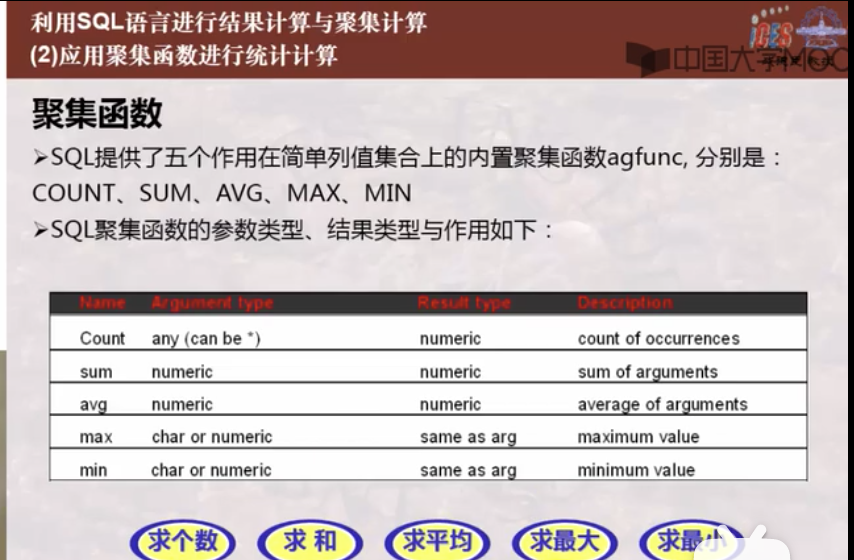 利用SQL语言进行结果计算与聚集计算
(2)应用聚集函数进行统计计算
中国大学MOO
聚集函数
➢SQL提供了五个作用在简单列值集合上的内置聚集函数agfunc, 分别是：
COUNT、SUM、AVG、MAX、MIN
➢SQL聚集函数的参数类型、结果类型与作用如下：
Name Argument type Result type Description
Count any (can be *) numeric count of occurrences
sum numeric numeric sum of arguments
avg numeric numeric average of arguments
max char or numeric same as arg maximum value
min char or numeric same as arg minimum value
求个数 求 和 求平均 求最大 求最小